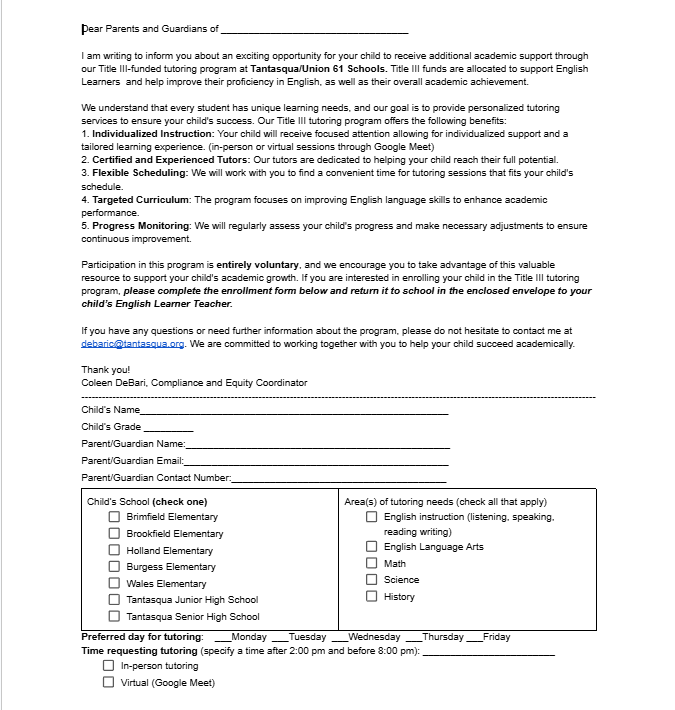 Dear Parents and Guardians of ___________________________________
I am writing to inform you about an exciting opportunity for your child to receive additional academic support through
our Title III-funded tutoring program at Tantasqua/Union 61 Schools. Title III funds are allocated to support English
Learners and help improve their proficiency in English, as well as their overall academic achievement.
We understand that every student has unique learning needs, and our goal is to provide personalized tutoring
services to ensure your child's success. Our Title III tutoring program offers the following benefits:
1. Individualized Instruction: Your child will receive focused attention allowing for individualized support and a
tailored learning experience. (in-person or virtual sessions through Google Meet)
2. Certified and Experienced Tutors: Our tutors are dedicated to helping your child reach their full potential.
3. Flexible Scheduling: We will work with you to find a convenient time for tutoring sessions that fits your child's
schedule.
4. Targeted Curriculum: The program focuses on improving English language skills to enhance academic
performance.
5. Progress Monitoring: We will regularly assess your child's progress and make necessary adjustments to ensure
continuous improvement.
Participation in this program is entirely voluntary, and we encourage you to take advantage of this valuable
resource to support your child's academic growth. If you are interested in enrolling your child in the Title III tutoring
program, please complete the enrollment form below and return it to school in the enclosed envelope to your
child's English Learner Teacher.
If you have any questions or need further information about the program, please do not hesitate to contact me at
debaric@tantasqua.org. We are committed to working together with you to help your child succeed academically.
Thank you!
Coleen DeBari, Compliance and Equity Coordinator
Child's Name___________________________________
Child's Grade _________
Parent/Guardian Name:___________________________________
Parent/Guardian Email:___________________________________
Parent/Guardian Contact Number:___________________________________
Child's School (check one)
Brimfield Elementary
Brookfield Elementary
Holland Elementary
Burgess Elementary
Wales Elementary
Tantasqua Junior High School
Tantasqua Senior High School
Area(s) of tutoring needs (check all that apply)
English instruction (listening, speaking,
reading writing)
English Language Arts
Math
Science
History
Preferred day for tutoring: ___Monday ___Tuesday ___Wednesday ___Thursday ___Friday
Time requesting tutoring (specify a time after 2:00 pm and before 8:00 pm): ________________________
In-person tutoring
Virtual (Google Meet)